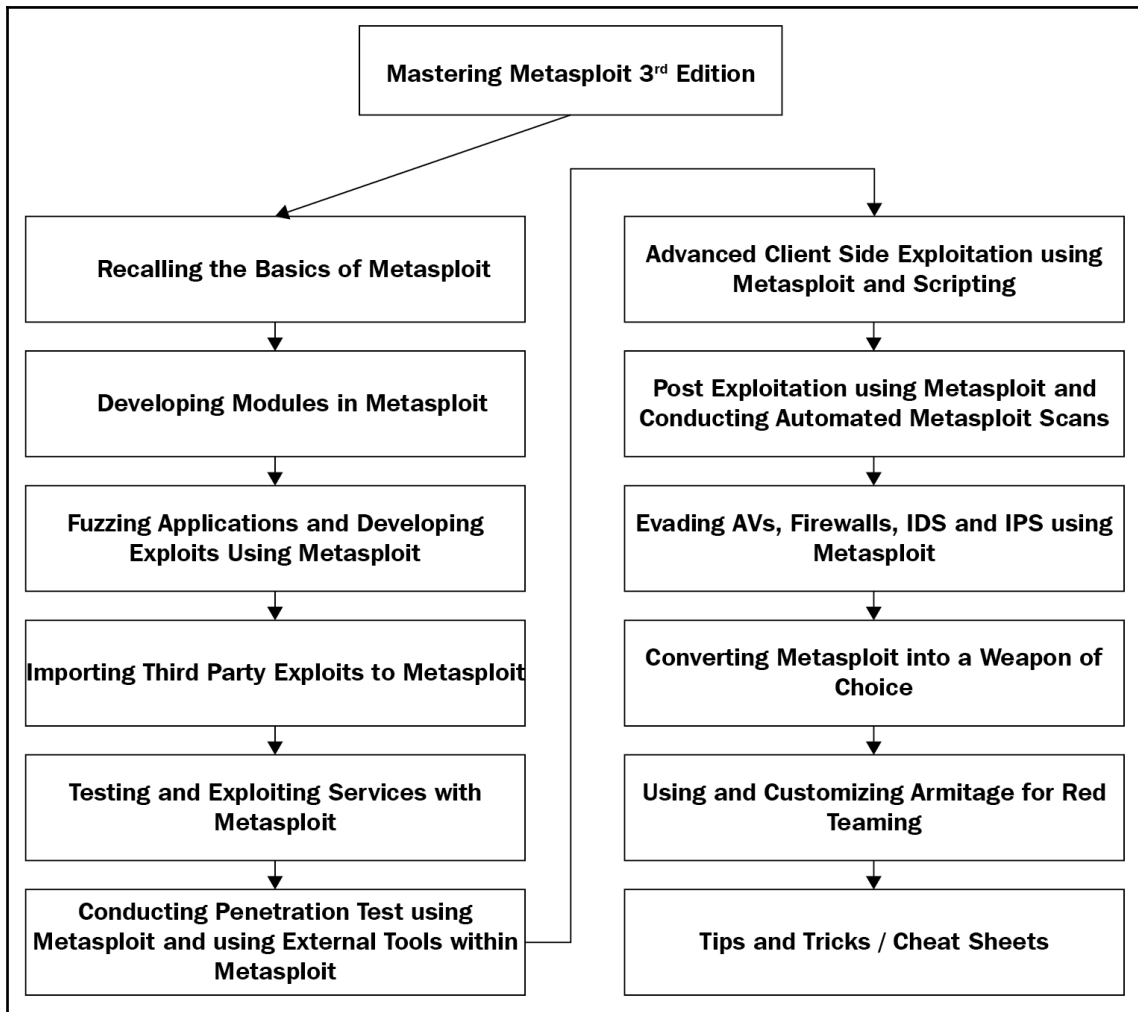 Mastering Metasploit 3rd Edition
Recalling the Basics of Metasploit
Developing Modules in Metasploit
Fuzzing Applications and Developing
Exploits Using Metasploit
Importing Third Party Exploits to Metasploit
Testing and Exploiting Services with
Metasploit
Conducting Penetration Test using
Metasploit and using External Tools within
Metasploit
Advanced Client Side Exploitation using
Metasploit and Scripting
Post Exploitation using Metasploit and
Conducting Automated Metasploit Scans
Evading AVs, Firewalls, IDS and IPS using
Metasploit
Converting Metasploit into a Weapon of
Choice
Using and Customizing Armitage for Red
Teaming
Tips and Tricks / Cheat Sheets